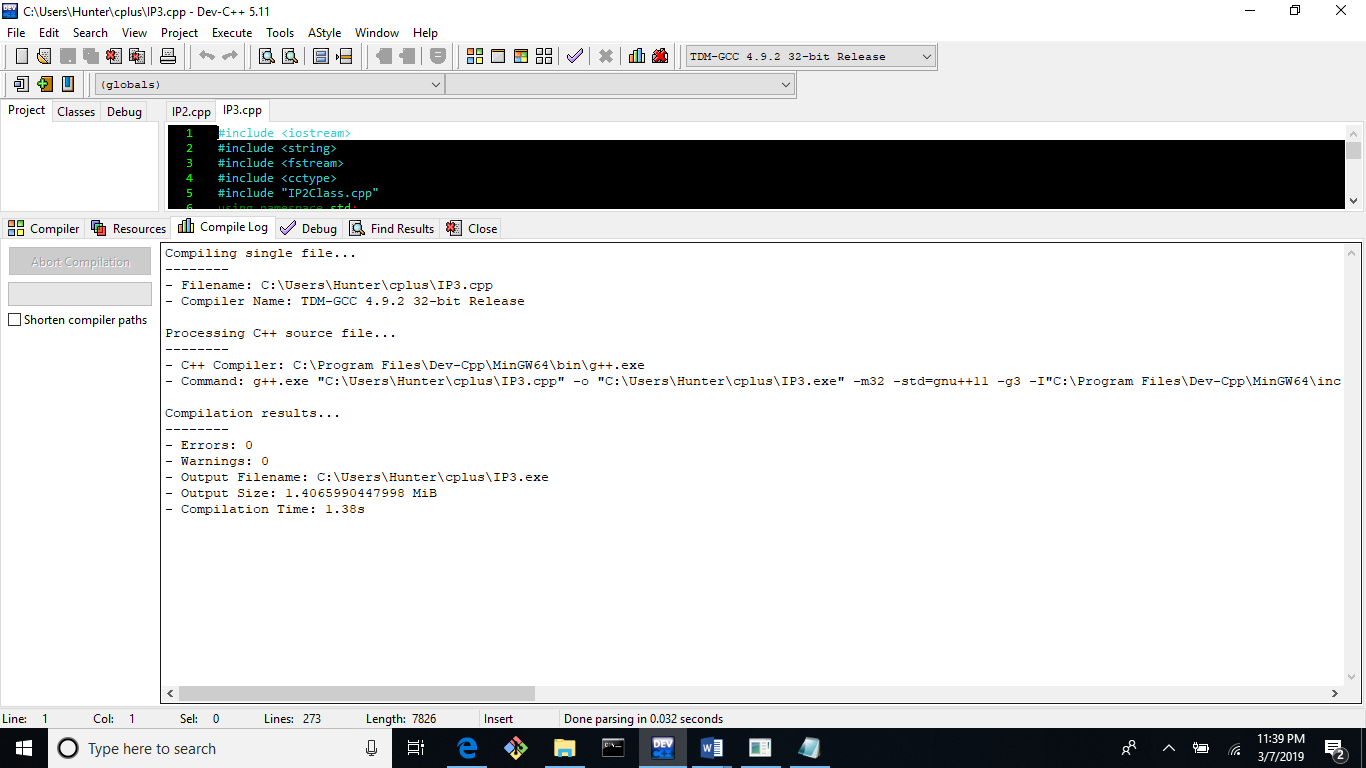 C:\Users\Hunter\cplus\IP3.cpp - Dev-C++ 5.11
File Edit Search View Project Execute Tools AStyle Window Help
TDM-GCC 4.9.2 32-bit Release
(globals)
Project Classes Debug IP2.cpp IP3.cpp
1 #include <iostream>
2 #include <string>
3 #include <fstream>
4 #include <cctype>
5 #include "IP2Class.cpp"
6 using namespace std;
Compiler Resources Compile Log Debug Find Results Close
Abort Compilation
Shorten compiler paths
Compiling single file...
--------
- Filename: C:\Users\Hunter\cplus\IP3.cpp
- Compiler Name: TDM-GCC 4.9.2 32-bit Release
Processing C++ source file...
--------
- C++ Compiler: C:\Program Files\Dev-Cpp\MinGW64\bin\g++.exe
- Command: g++.exe "C:\Users\Hunter\cplus\IP3.cpp" -o "C:\Users\Hunter\cplus\IP3.exe" -m32 -std=gnu++11 -g3 -I"C:\Program Files\Dev-Cpp\MinGW64\inc
Compilation results...
--------
- Errors: 0
- Warnings: 0
- Output Filename: C:\Users\Hunter\cplus\IP3.exe
- Output Size: 1.4065990447998 MiB
- Compilation Time: 1.38s
Line: 1 Col: 1 Sel: 0 Lines: 273 Length: 7826 Insert Done parsing in 0.032 seconds
Type here to search
DEV
11:39 PM
3/7/2019
2